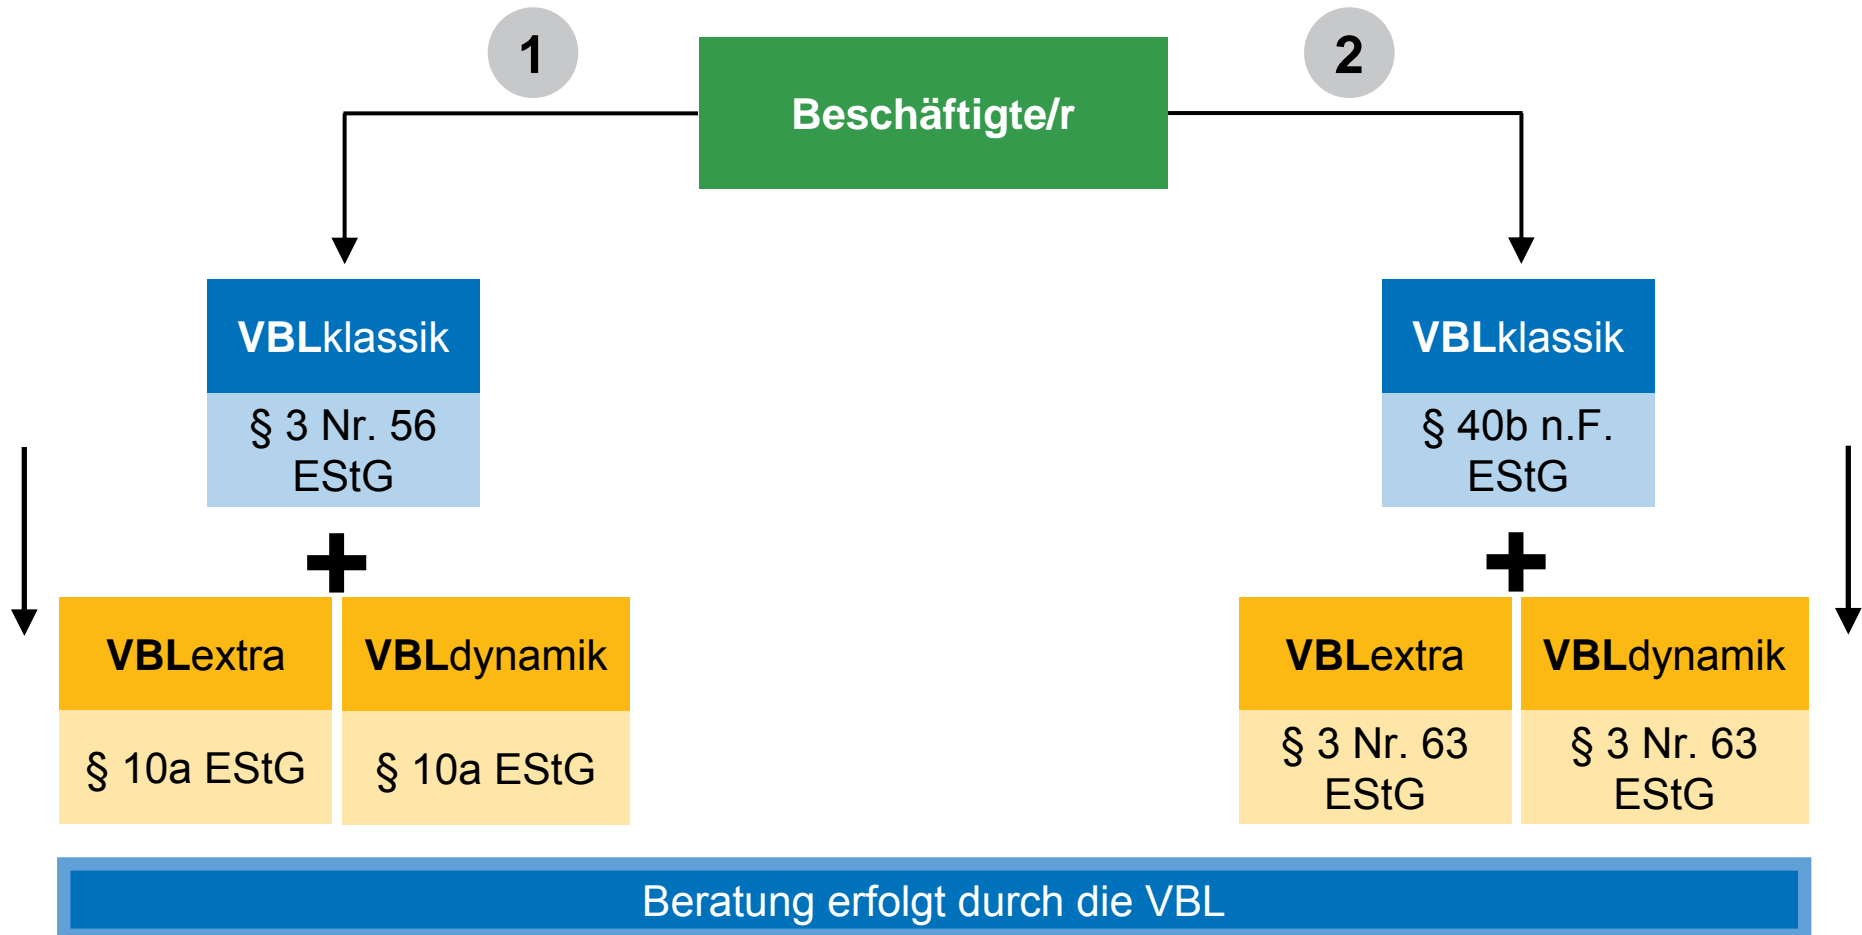 1
Beschäftigte/r
2
VBLklassik
§ 3 Nr. 56
EStG
VBLklassik
§ 40b n.F.
EStG
VBLextra
VBLdynamik
§ 10a EStG
§ 10a EStG
VBLextra
VBLdynamik
§ 3 Nr. 63
EStG
§ 3 Nr. 63
EStG
Beratung erfolgt durch die VBL